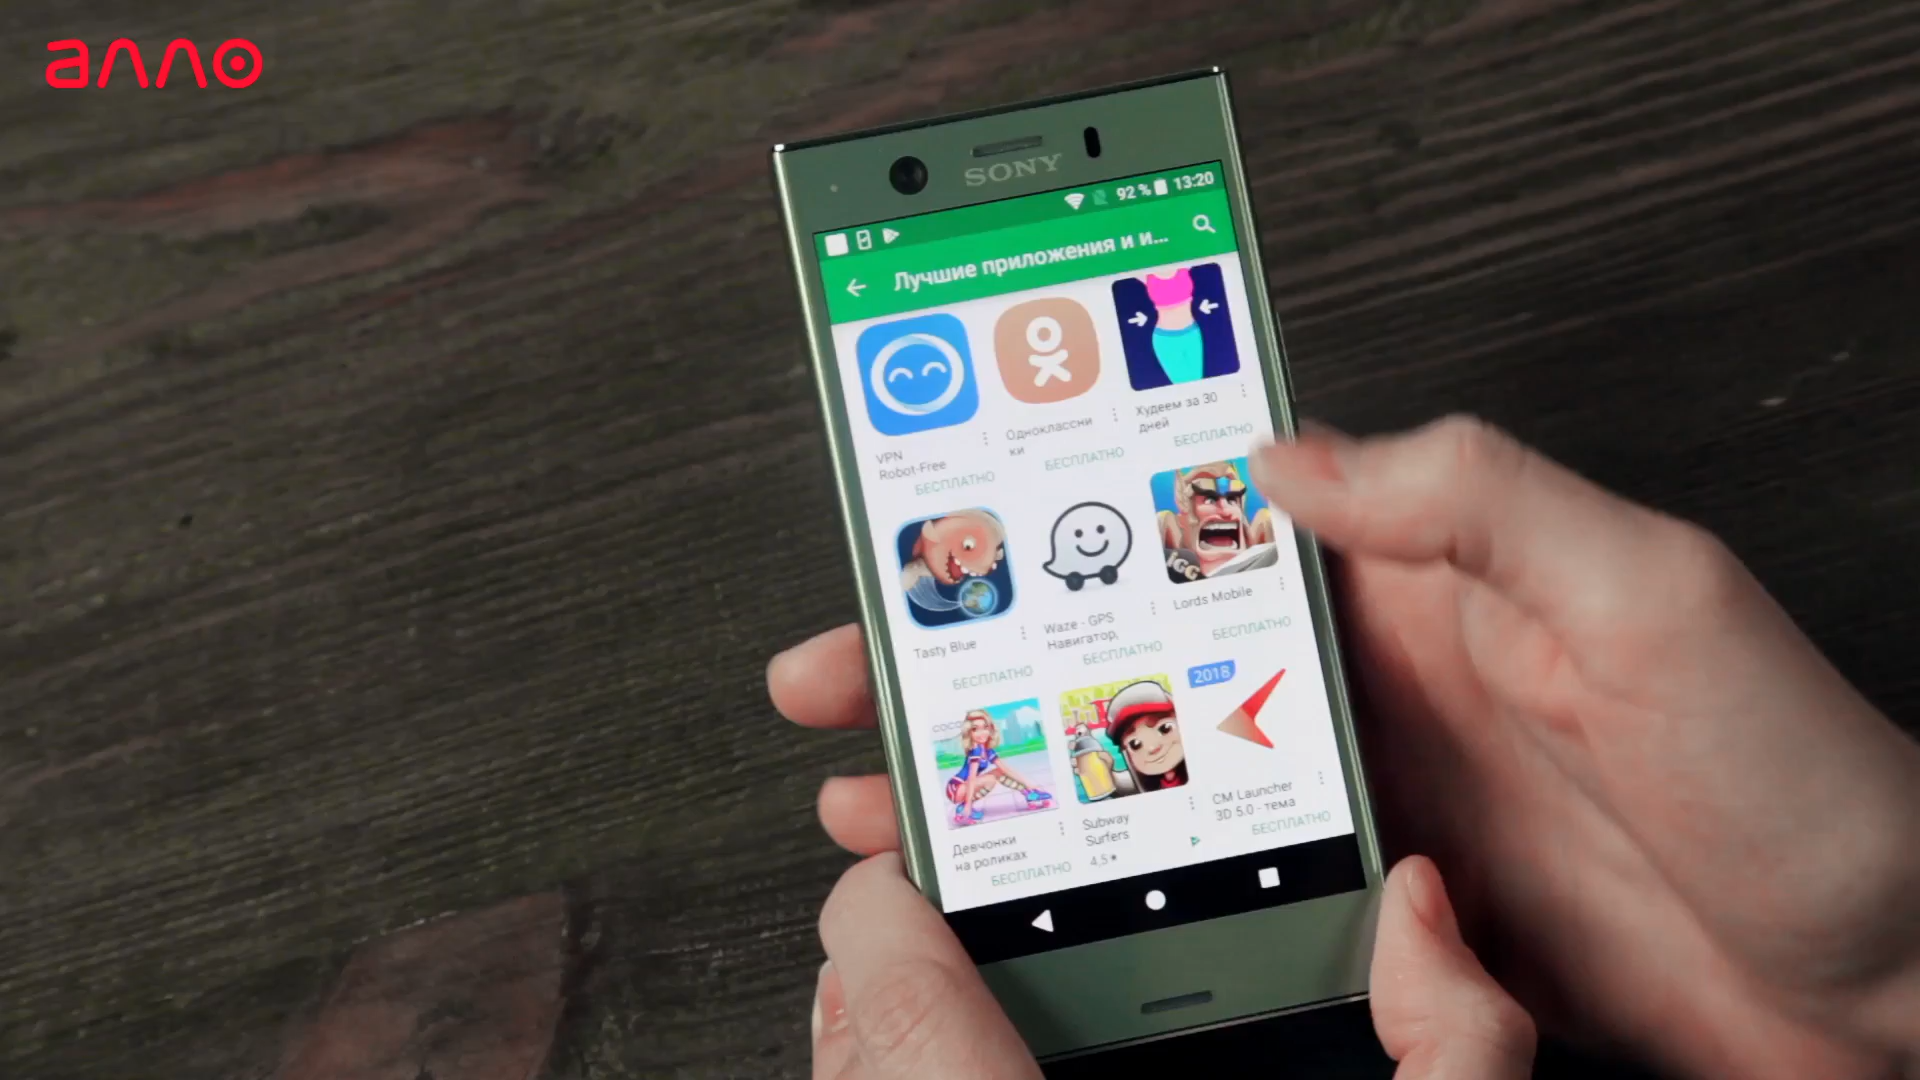 алло
SONY
92 % 13:20
Лучшие приложения и и...
VPN
Robot-Free
БЕСПЛАТНО
Одноклассни
ки
БЕСПЛАТНО
Худеем за 30
дней
БЕСПЛАТНО
Tasty Blue
БЕСПЛАТНО
Waze - GPS
Навигатор,
БЕСПЛАТНО
IGG
Lords Mobile
БЕСПЛАТНО
COCO
Девчонки
на роликах
БЕСПЛАТНО
Subway
Surfers
4,5★
2018
CM Launcher
3D 5.0 - тема
БЕСПЛАТНО